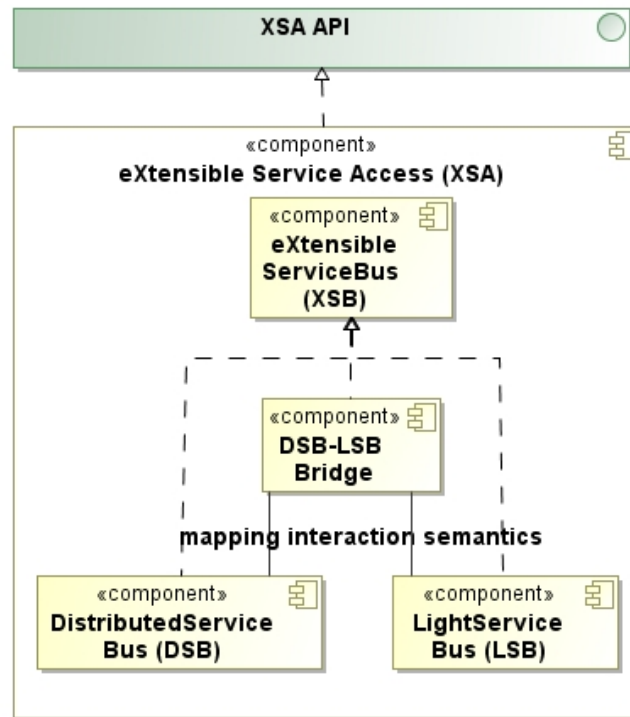 XSA API
«component»
eXtensible Service Access (XSA)
«component»
eXtensible
ServiceBus
(XSB)
«component»
DSB-LSB
Bridge
mapping interaction semantics
«component»
DistributedService
Bus (DSB)
«component»
LightService
Bus (LSB)